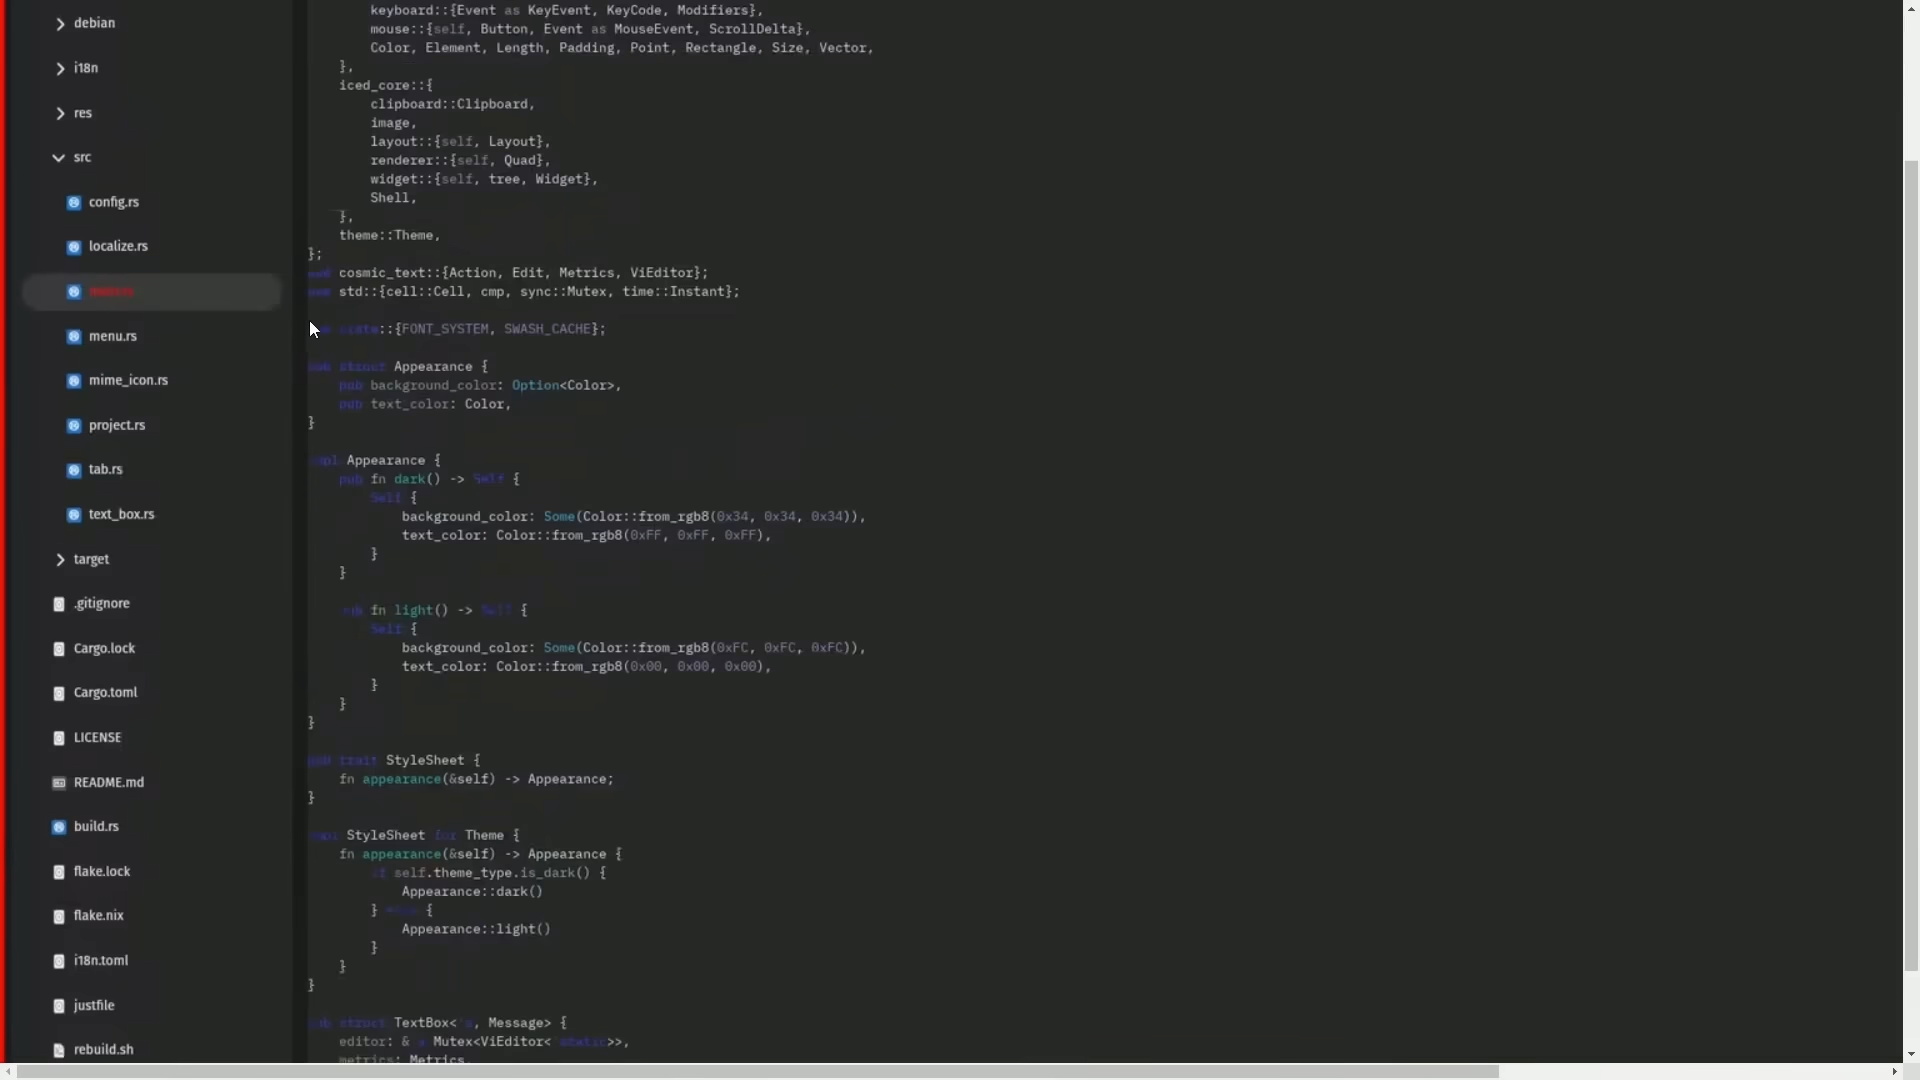 debian
i18n
res
src
config.rs
localize.rs
main.rs
menu.rs
mime_icon.rs
project.rs
tab.rs
text_box.rs
target
.gitignore
Cargo.lock
Cargo.toml
LICENSE
README.md
build.rs
flake.lock
flake.nix
i18n.toml
justfile
rebuild.sh
keyboard::{Event as KeyEvent, KeyCode, Modifiers},
mouse::{self, Button, Event as MouseEvent, ScrollDelta},
Color, Element, Length, Padding, Point, Rectangle, Size, Vector,
},
iced_core::{
clipboard::Clipboard,
image,
layout::{self, Layout},
renderer::{self, Quad},
widget::{self, tree, Widget},
Shell,
},
theme::Theme,
};
use cosmic_text::{Action, Edit, Metrics, ViEditor};
use std::{cell::Cell, cmp, sync::Mutex, time::Instant};
use crate::{FONT_SYSTEM, SWASH_CACHE};
pub struct Appearance {
pub background_color: Option<Color>,
pub text_color: Color,
}
impl Appearance {
pub fn dark() -> Self {
Self {
background_color: Some(Color::from_rgb8(0x34, 0x34, 0x34)),
text_color: Color::from_rgb8(0xFF, 0xFF, 0xFF),
}
}
pub fn light() -> Self {
Self {
background_color: Some(Color::from_rgb8(0xFC, 0xFC, 0xFC)),
text_color: Color::from_rgb8(0x00, 0x00, 0x00),
}
}
}
pub trait StyleSheet {
fn appearance(&self) -> Appearance;
}
impl StyleSheet for Theme {
fn appearance(&self) -> Appearance {
if self.theme_type.is_dark() {
Appearance::dark()
} else {
Appearance::light()
}
}
}
pub struct TextBox<'a, Message> {
editor: &'a Mutex<ViEditor<'static>>,
metrics: Metrics,